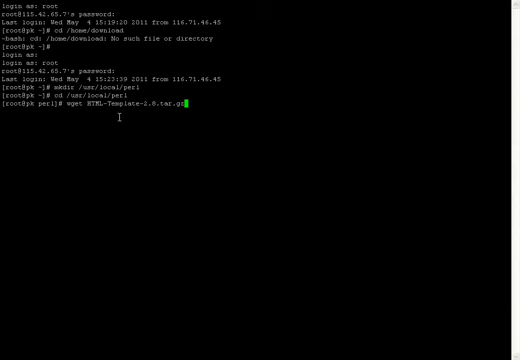 login as: root
root@115.42.65.7's password:
Last login: Wed May  4 15:19:20 2011 from 116.71.46.45
[root@pk ~]# cd /home/download
-bash: cd: /home/download: No such file or directory
[root@pk ~]#
login as:
login as: root
root@115.42.65.7's password:
Last login: Wed May  4 15:23:39 2011 from 116.71.46.45
[root@pk ~]# mkdir /usr/local/perl
[root@pk ~]# cd /usr/local/perl
[root@pk perl]# wget HTML-Template-2.8.tar.gz